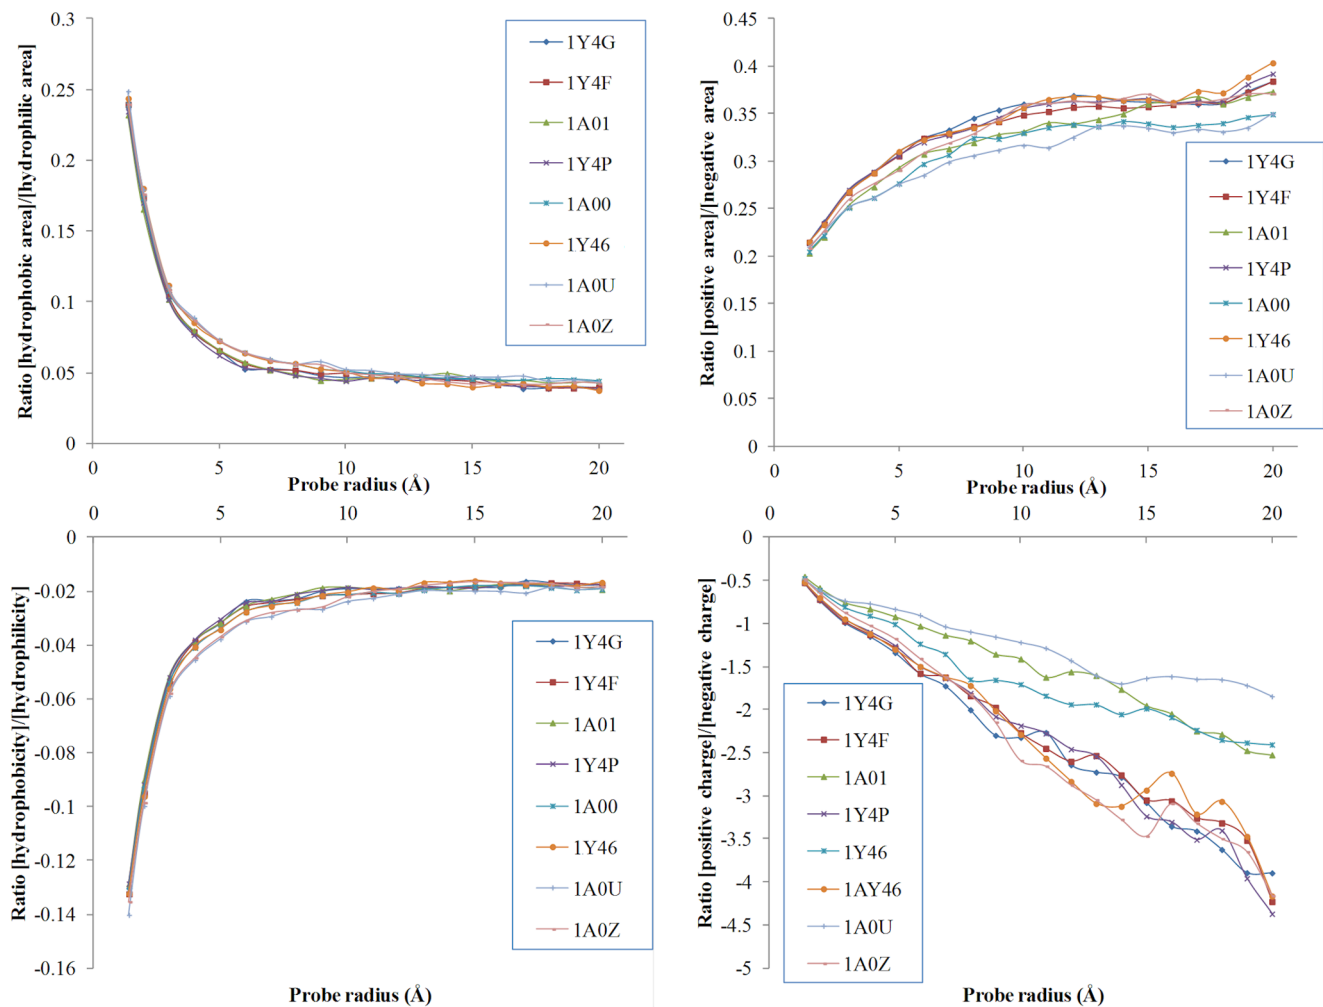 Ratio [hydrophobic area]/[hydrophilic area]
0.3
0.25
0.2
0.15
0.1
0.05
0
0 5 10 15 20
Probe radius (Å)
1Y4G
1Y4F
1A01
1Y4P
1A00
1Y46
1A0U
1A0Z
Ratio [positive area]/[negative area]
0.45
0.4
0.35
0.3
0.25
0.2
0.15
0.1
0.05
0
0 5 10 15 20
Probe radius (Å)
1Y4G
1Y4F
1A01
1Y4P
1A00
1Y46
1A0U
1A0Z
Ratio [hydrophobicity]/[hydrophilicity]
0 5 10 15 20
0
-0.02
-0.04
-0.06
-0.08
-0.1
-0.12
-0.14
-0.16
1Y4G
1Y4F
1A01
1Y4P
1A00
1Y46
1A0U
1A0Z
Probe radius (Å)
Ratio [positive charge]/[negative charge]
0 5 10 15 20
0
-0.5
-1
-1.5
-2
-2.5
-3
-3.5
-4
-4.5
-5
1Y4G
1Y4F
1A01
1Y4P
1Y46
1AY46
1A0U
1A0Z
Probe radius (Å)